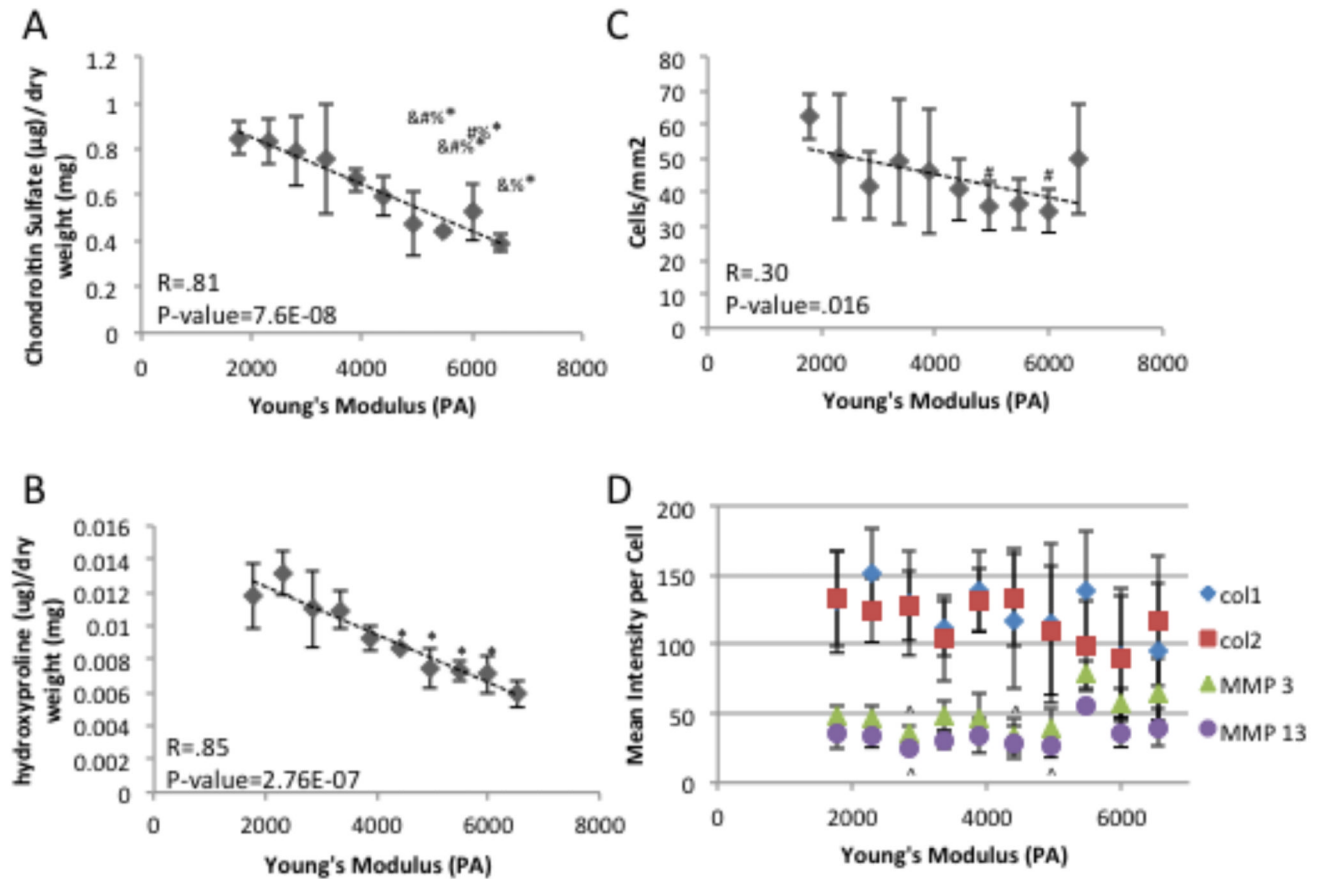 A
Chondroitin Sulfate (µg)/ dry
weight (mg)
1.2
1
0.8
0.6
0.4
0.2
0
&#%*
#%*
&#%*
&%*
R=.81
P-value=7.6E-08
0 2000 4000 6000 8000
Young's Modulus (PA)
C
Cells/mm2
80
70
60
50
40
30
20
10
0
# #
R=.30
P-value=.016
0 2000 4000 6000 8000
Young's Modulus (PA)
B
hydroxyproline (ug)/dry
weight (mg)
0.016
0.014
0.012
0.01
0.008
0.006
0.004
0.002
0
* * * *
R=.85
P-value=2.76E-07
0 2000 4000 6000 8000
Young's Modulus (PA)
D
Mean Intensity per Cell
200
150
100
50
0
^ ^
^ ^
col1
col2
MMP 3
MMP 13
0 2000 4000 6000
Young's Modulus (PA)